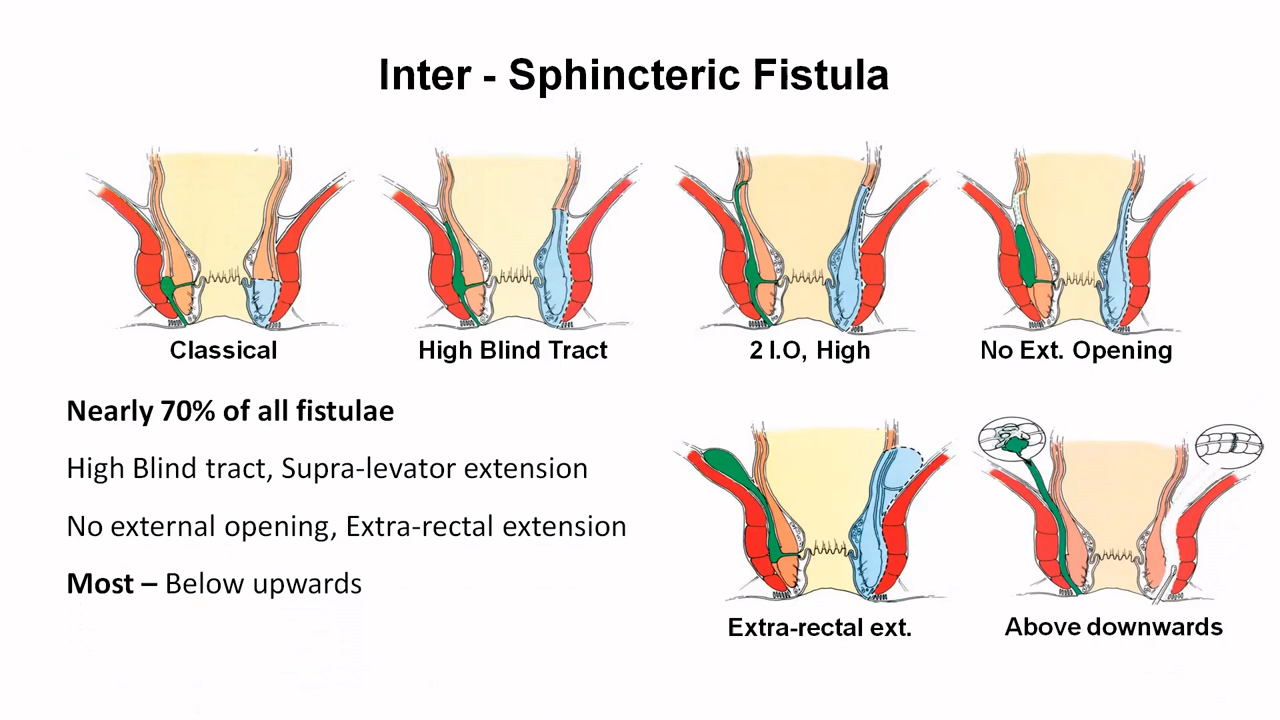 Inter - Sphincteric Fistula
Classical
High Blind Tract
2 I.O, High
No Ext. Opening
Nearly 70% of all fistulae
High Blind tract, Supra-levator extension
No external opening, Extra-rectal extension
Most – Below upwards
Extra-rectal ext.
Above downwards